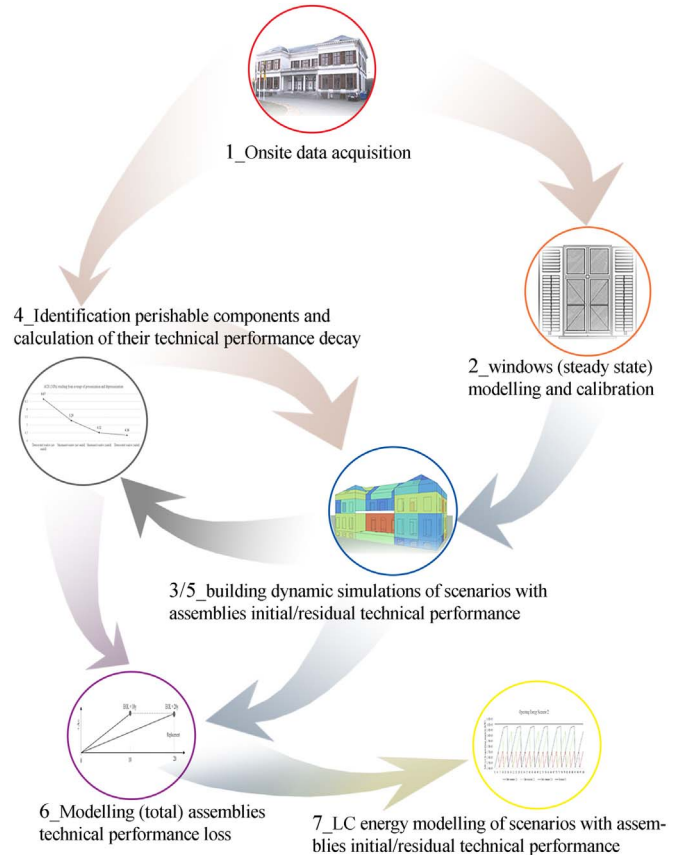 1_Onsite data acquisition
4_Identification perishable components and
calculation of their technical performance decay
2_windows (steady state)
modelling and calibration
3/5_building dynamic simulations of scenarios with
assemblies initial/residual technical performance
6_Modelling (total) assemblies
technical performance loss
7_LC energy modelling of scenarios with assem-
blies initial/residual technical performance